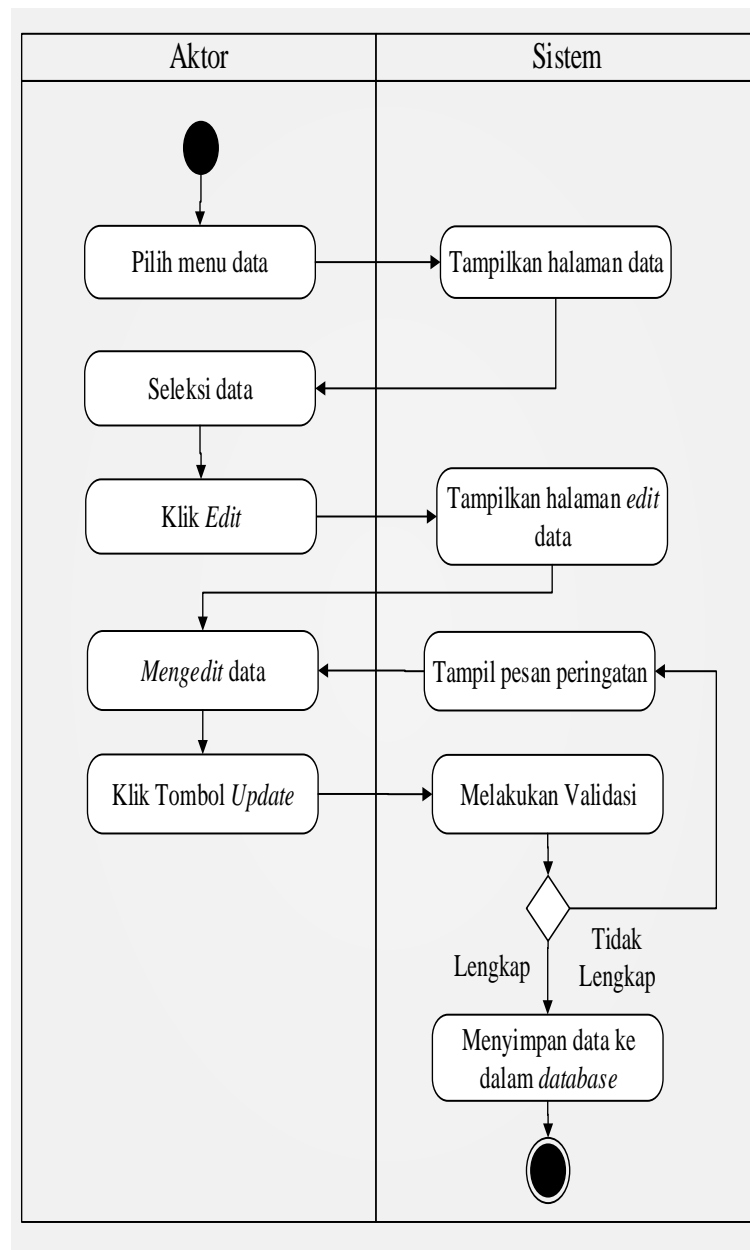 Aktor
Sistem
Pilih menu data
Tampilkan halaman data
Seleksi data
Klik Edit
Tampilkan halaman edit
data
Mengedit data
Tampil pesan peringatan
Klik Tombol Update
Melakukan Validasi
Lengkap
Tidak
Lengkap
Menyimpan data ke
dalam database